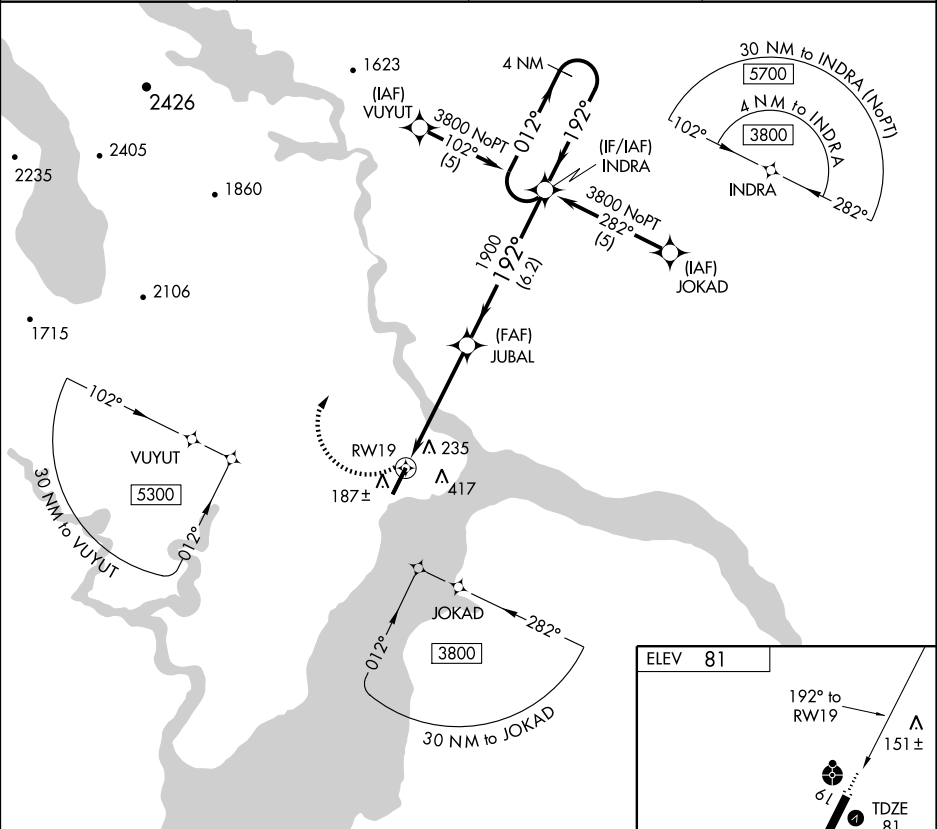 1623
2426
2405
2235
1860
2106
1715
(IAF)
VUYUT
3800 NoPT
102°
(5)
4 NM
012°
192°
(IF/IAF)
INDRA
3800 NoPT
282°
(5)
(IAF)
JOKAD
1900
192°
(6.2)
(FAF)
JUBAL
30 NM to INDRA (NoPT)
5700
4 NM to INDRA
3800
102°
INDRA
282°
102°
VUYUT
5300
012°
30 NM to VUYUT
RW19
235
187±
417
JOKAD
282°
012°
3800
30 NM to JOKAD
ELEV 81
192° to
RW19
151±
19
TDZE
81